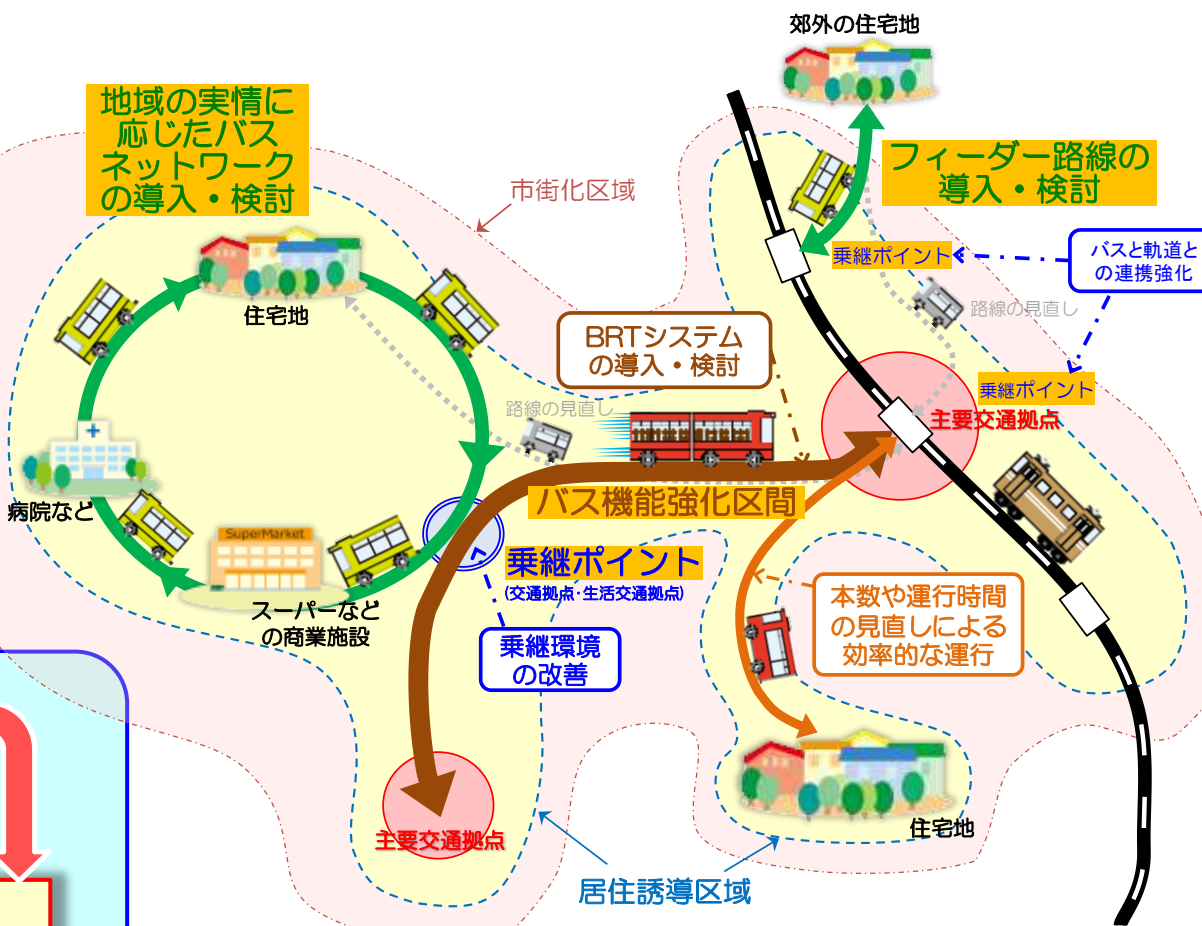 郊外の住宅地
地域の実情に
応じたバス
ネットワーク
の導入・検討
フィーダー路線の
導入・検討
市街化区域
乗継ポイント
バスと軌道と
の連携強化
住宅地
路線の見直し
BRTシステム
の導入・検討
乗継ポイント
路線の見直し
主要交通拠点
バス機能強化区間
病院など
SuperMarket
乗継ポイント
(交通拠点・生活交通拠点)
スーパーなど
の商業施設
乗継環境
の改善
本数や運行時間
の見直しによる
効率的な運行
主要交通拠点
住宅地
居住誘導区域